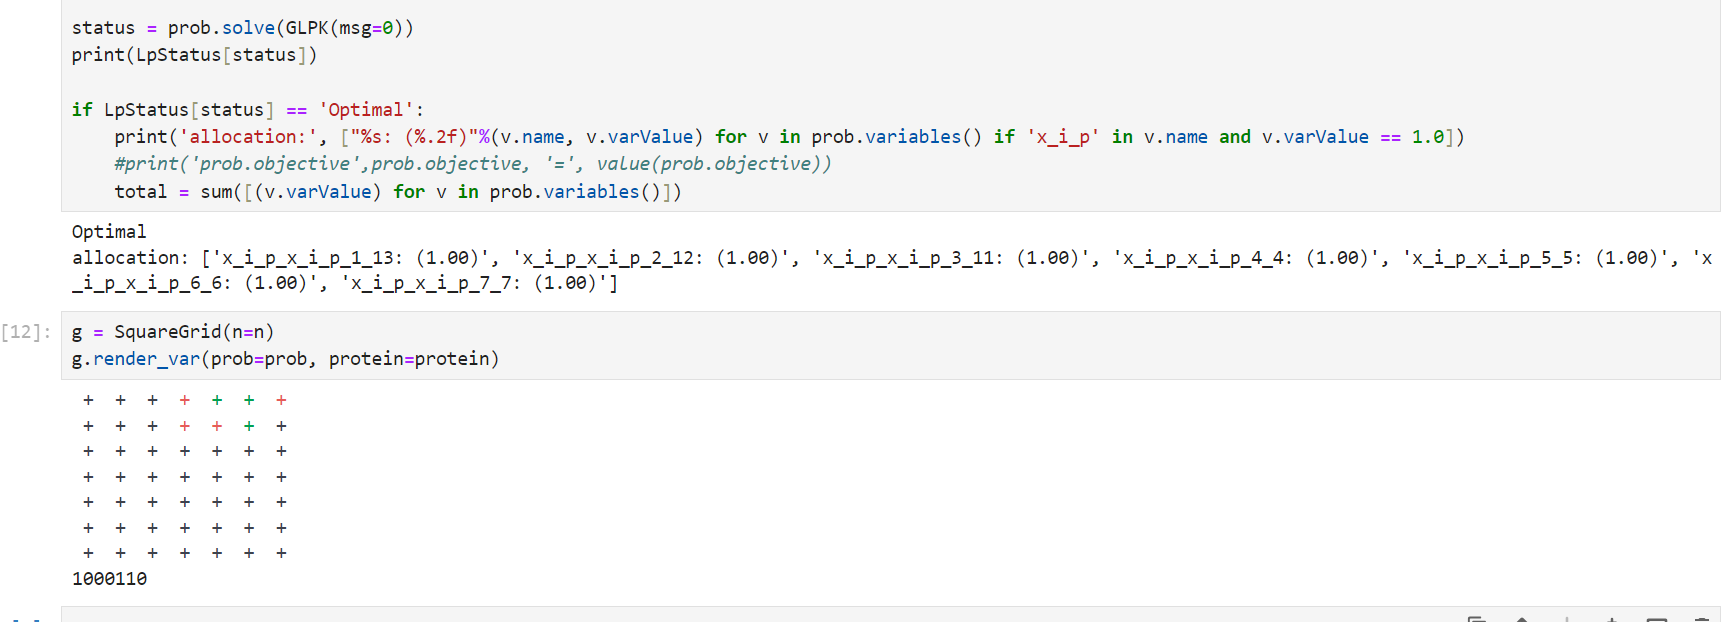 status = prob.solve(GLPK(msg=0))
print(LpStatus[status])
if LpStatus[status] == 'Optimal':
    print('allocation:', ["%s: (%.2f)"%(v.name, v.varValue) for v in prob.variables() if 'x_i_p' in v.name and v.varValue == 1.0])
    #print('prob.objective',prob.objective, '=', value(prob.objective))
    total = sum([(v.varValue) for v in prob.variables()])
Optimal
allocation: ['x_i_p_x_i_p_1_13: (1.00)', 'x_i_p_x_i_p_2_12: (1.00)', 'x_i_p_x_i_p_3_11: (1.00)', 'x_i_p_x_i_p_4_4: (1.00)', 'x_i_p_x_i_p_5_5: (1.00)', 'x
_i_p_x_i_p_6_6: (1.00)', 'x_i_p_x_i_p_7_7: (1.00)']
[12]: g = SquareGrid(n=n)
g.render_var(prob=prob, protein=protein)
+ + + + + + +
+ + + + + + +
+ + + + + + +
+ + + + + + +
+ + + + + + +
+ + + + + + +
+ + + + + + +
1000110